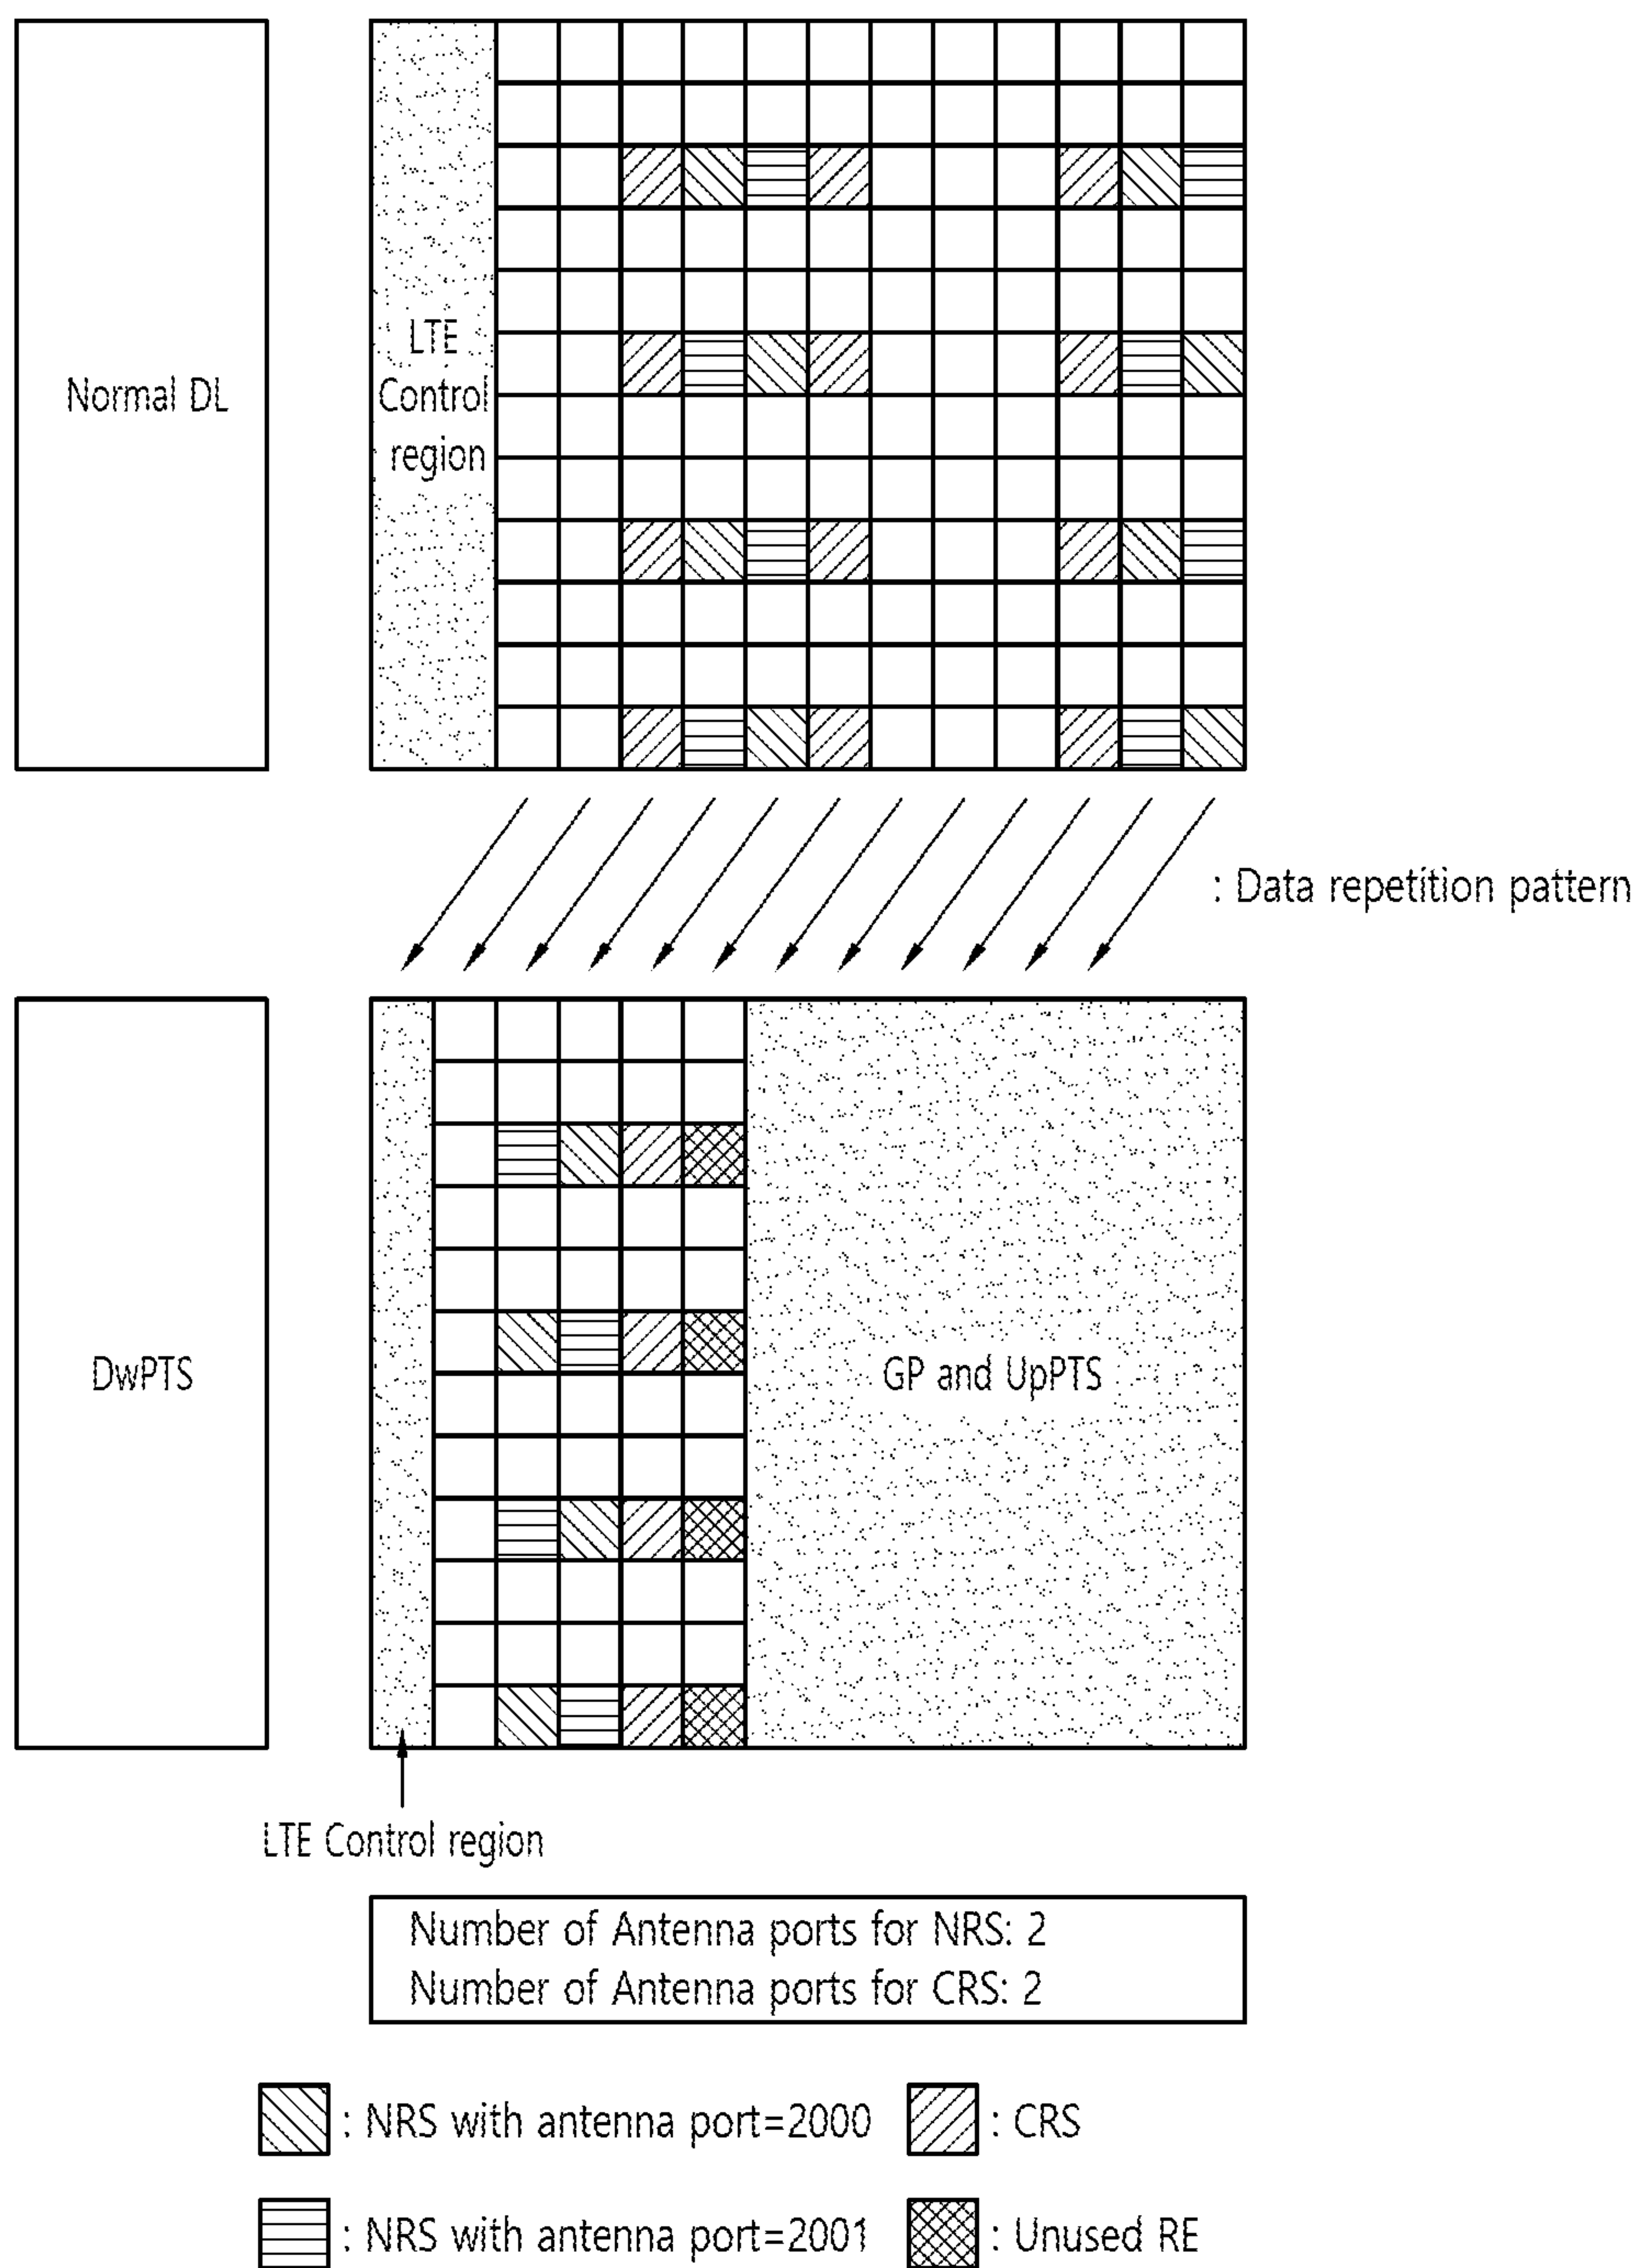 Normal DL
LTE
Control
region
: Data repetition pattern
DwPTS
GP and UpPTS
LTE Control region
Number of Antenna ports for NRS: 2
Number of Antenna ports for CRS: 2
: NRS with antenna port=2000
: CRS
: NRS with antenna port=2001
: Unused RE